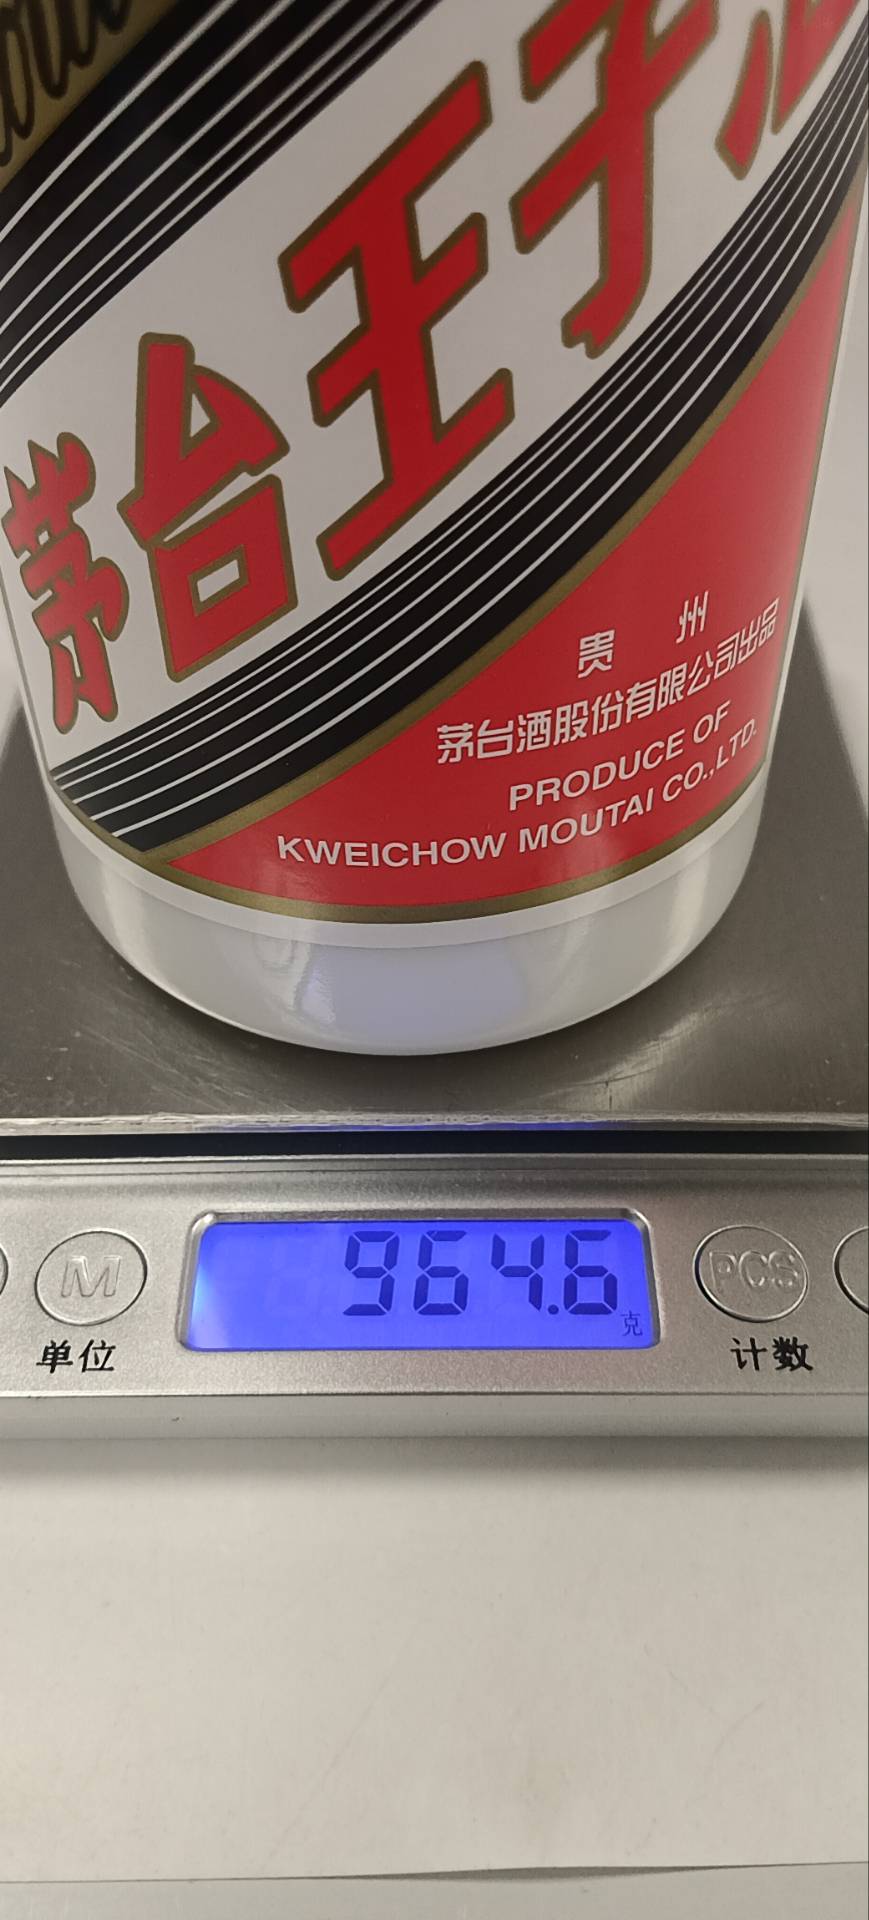 茅台王子
贵州
茅台酒股份有限公司出品
PRODUCE OF
KWEICHOW MOUTAI CO.,LTD.
964.6
克
M
PCS
单位
计数